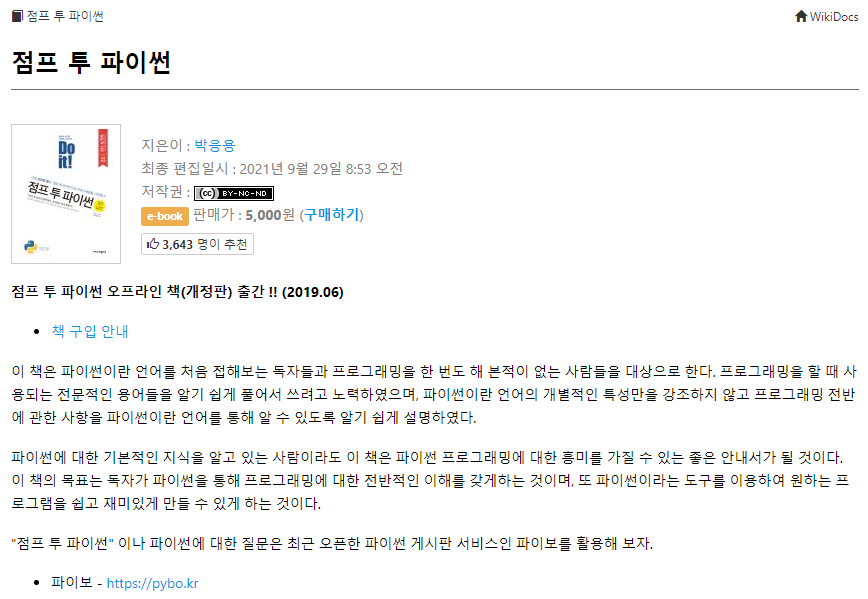 점프 투 파이썬
WikiDocs
점프 투 파이썬
Do
it!
점프 투 파이썬
지은이 : 박응용
최종 편집일시 : 2021년 9월 29일 8:53 오전
저작권 : cc BY-NC-ND
e-book 판매가 : 5,000원 (구매하기)
3,643 명이 추천
점프 투 파이썬 오프라인 책(개정판) 출간 !! (2019.06)
• 책 구입 안내
이 책은 파이썬이란 언어를 처음 접해보는 독자들과 프로그래밍을 한 번도 해 본적이 없는 사람들을 대상으로 한다. 프로그래밍을 할 때 사
용되는 전문적인 용어들을 알기 쉽게 풀어서 쓰려고 노력하였으며, 파이썬이란 언어의 개별적인 특성만을 강조하지 않고 프로그래밍 전반
에 관한 사항을 파이썬이란 언어를 통해 알 수 있도록 알기 쉽게 설명하였다.
파이썬에 대한 기본적인 지식을 알고 있는 사람이라도 이 책은 파이썬 프로그래밍에 대한 흥미를 가질 수 있는 좋은 안내서가 될 것이다.
이 책의 목표는 독자가 파이썬을 통해 프로그래밍에 대한 전반적인 이해를 갖게하는 것이며, 또 파이썬이라는 도구를 이용하여 원하는 프
로그램을 쉽고 재미있게 만들 수 있게 하는 것이다.
"점프 투 파이썬" 이나 파이썬에 대한 질문은 최근 오픈한 파이썬 게시판 서비스인 파이보를 활용해 보자.
• 파이보 - https://pybo.kr